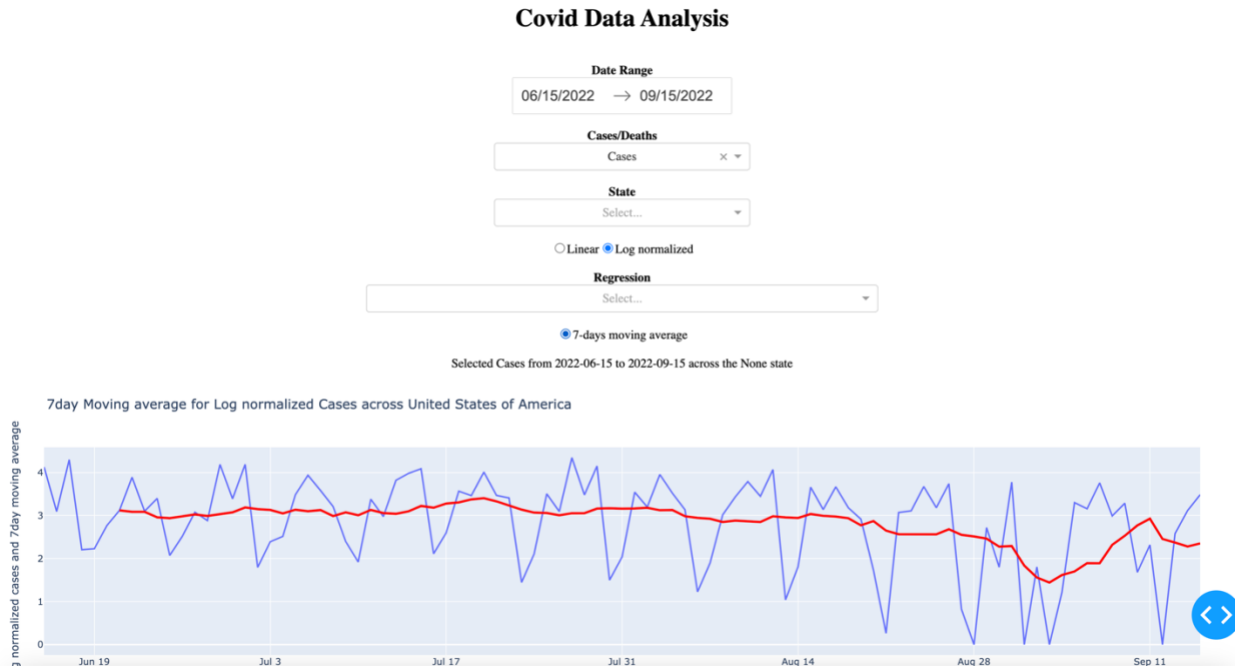 Covid Data Analysis
Date Range
06/15/2022 → 09/15/2022
Cases/Deaths
Cases × 
State
Select...
Linear Log normalized
Regression
Select...
7-days moving average
Selected Cases from 2022-06-15 to 2022-09-15 across the None state
7day Moving average for Log normalized Cases across United States of America
normalized cases and 7day moving average
4
3
2
1
0
Jun 19 Jul 3 Jul 17 Jul 31 Aug 14 Aug 28 Sep 11